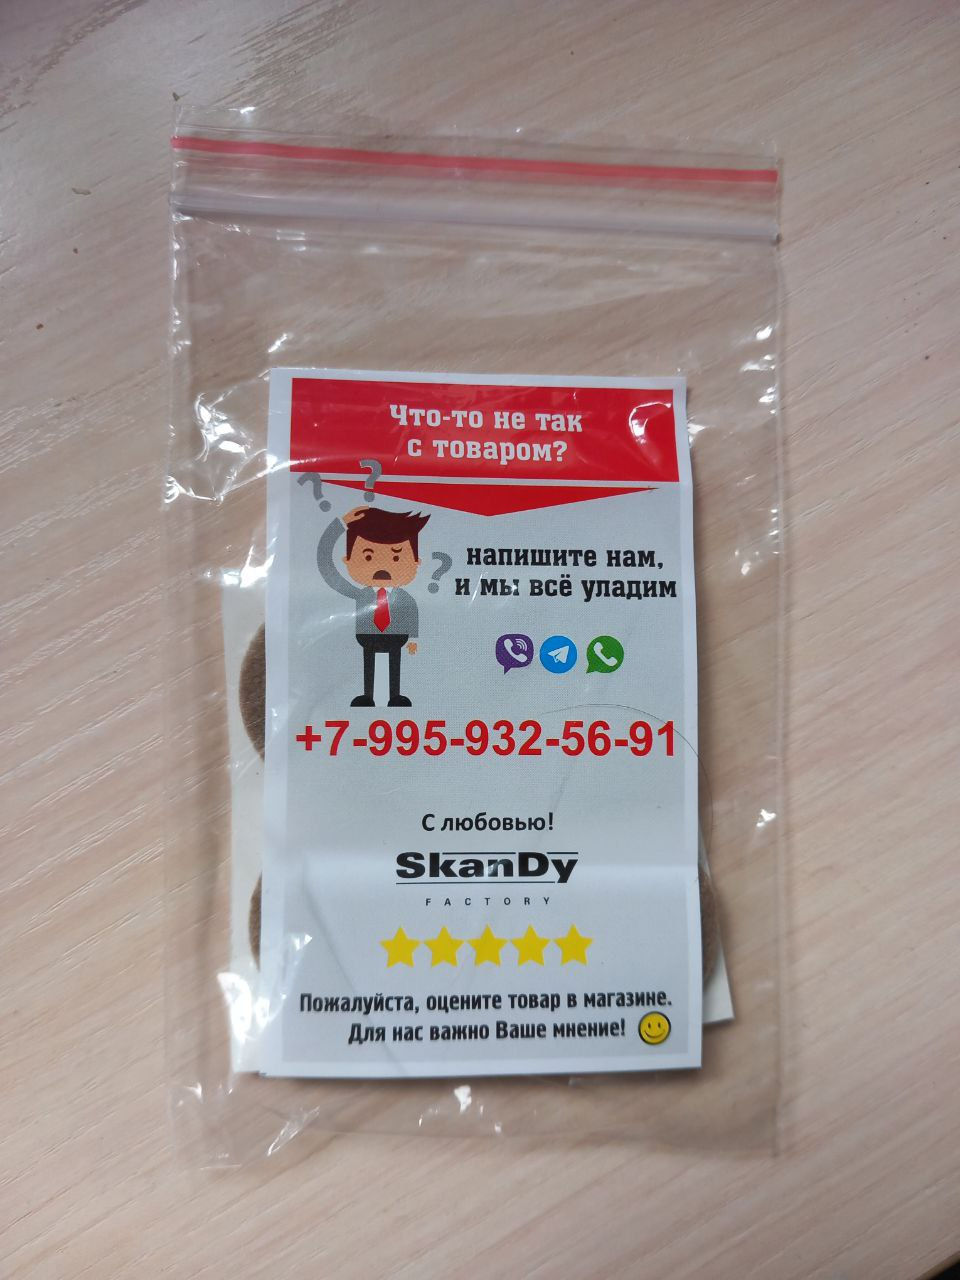 Что-то не так
с товаром?
? ?
?
напишите нам,
и мы всё уладим
+7-995-932-56-91
С любовью!
SkanDy
FACTORY
Пожалуйста, оцените товар в магазине.
Для нас важно Ваше мнение!